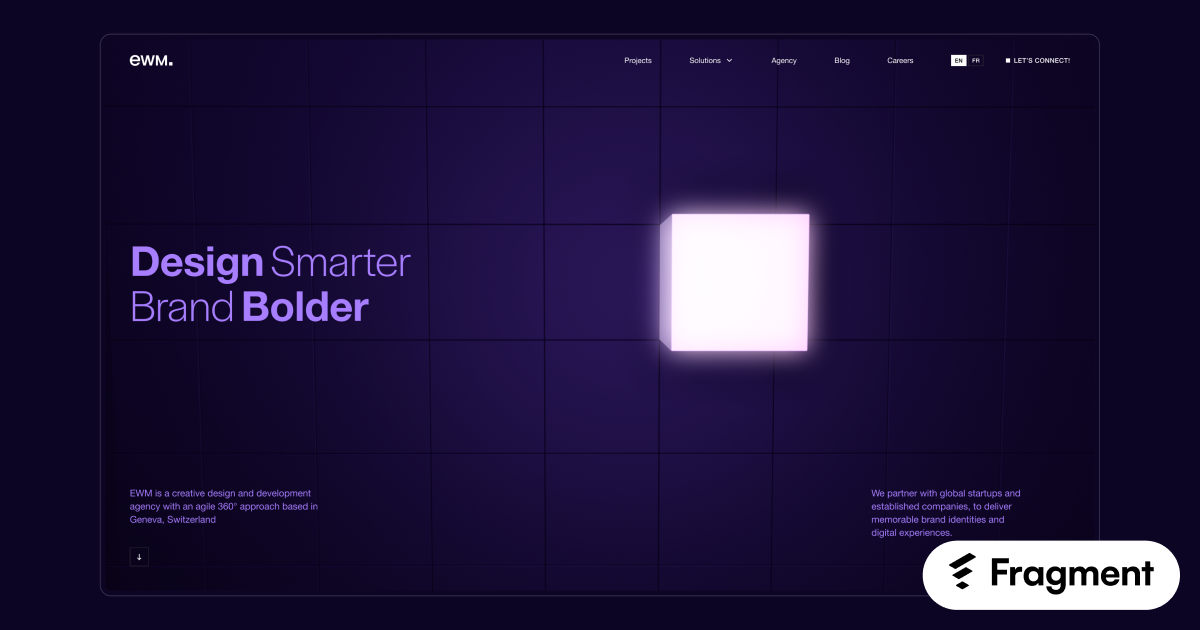 eWM.
Projects
Solutions
Agency
Blog
Careers
EN
FR
LET'S CONNECT!
Design Smarter
Brand Bolder
EWM is a creative design and development
agency with an agile 360° approach based in
Geneva, Switzerland
We partner with global startups and
established companies, to deliver
memorable brand identities and
digital experiences.
Fragment